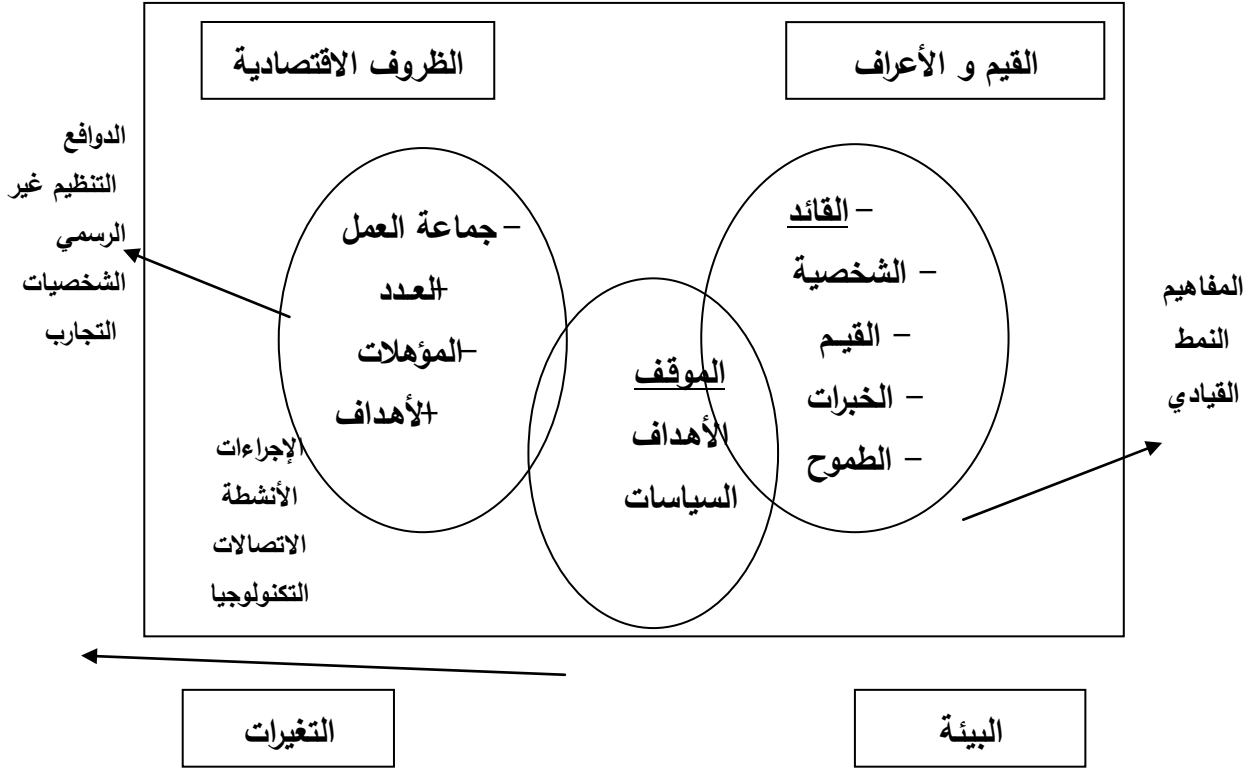 القيم و الأعراف
الظروف الاقتصادية
– القائد
– الشخصية
– القيـم
– الخبرات
– الطموح
المفاهيم
النمط
القيادي
الموقف
الأهداف
السياسات
–جماعة العمل
–العدد
–المؤهلات
–الأهداف
الدوافع
التنظيم غير
الرسمي
الشخصيات
التجارب
الإجراءات
الأنشطة
الاتصالات
التكنولوجيا
البيئة
التغيرات